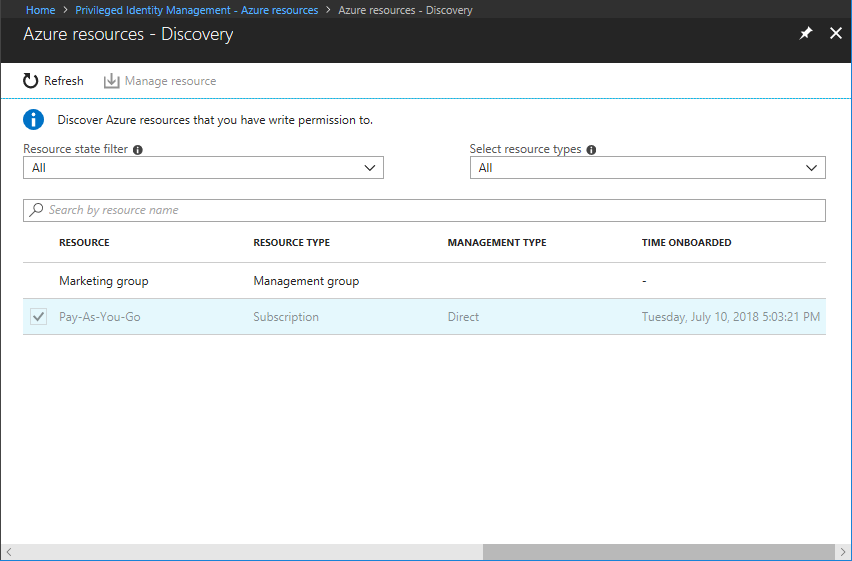 Home > Privileged Identity Management - Azure resources > Azure resources - Discovery
Azure resources - Discovery
Refresh Manage resource
Discover Azure resources that you have write permission to.
Resource state filter Select resource types
All All
Search by resource name
RESOURCE RESOURCE TYPE MANAGEMENT TYPE TIME ONBOARDED
Marketing group Management group -
Pay-As-You-Go Subscription Direct Tuesday, July 10, 2018 5:03:21 PM